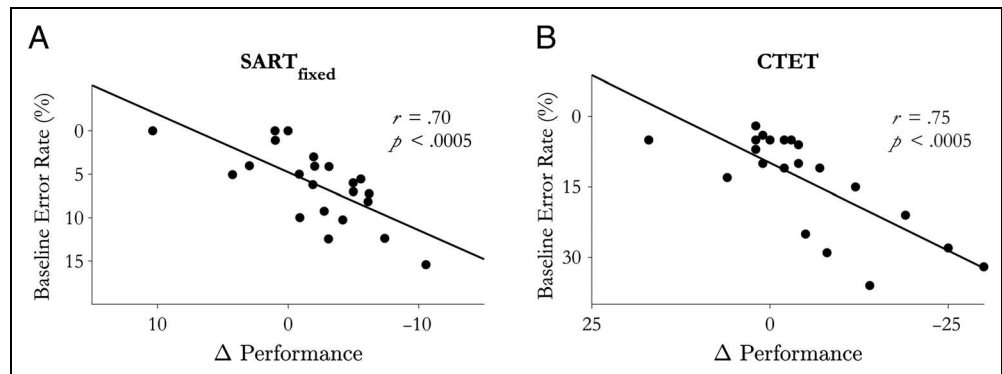 A
SART fixed
r = .70
p < .0005
Baseline Error Rate (%)
0
5
10
15
10
0
–10
Δ Performance
B
CTET
r = .75
p < .0005
Baseline Error Rate (%)
0
15
30
25
0
–25
Δ Performance